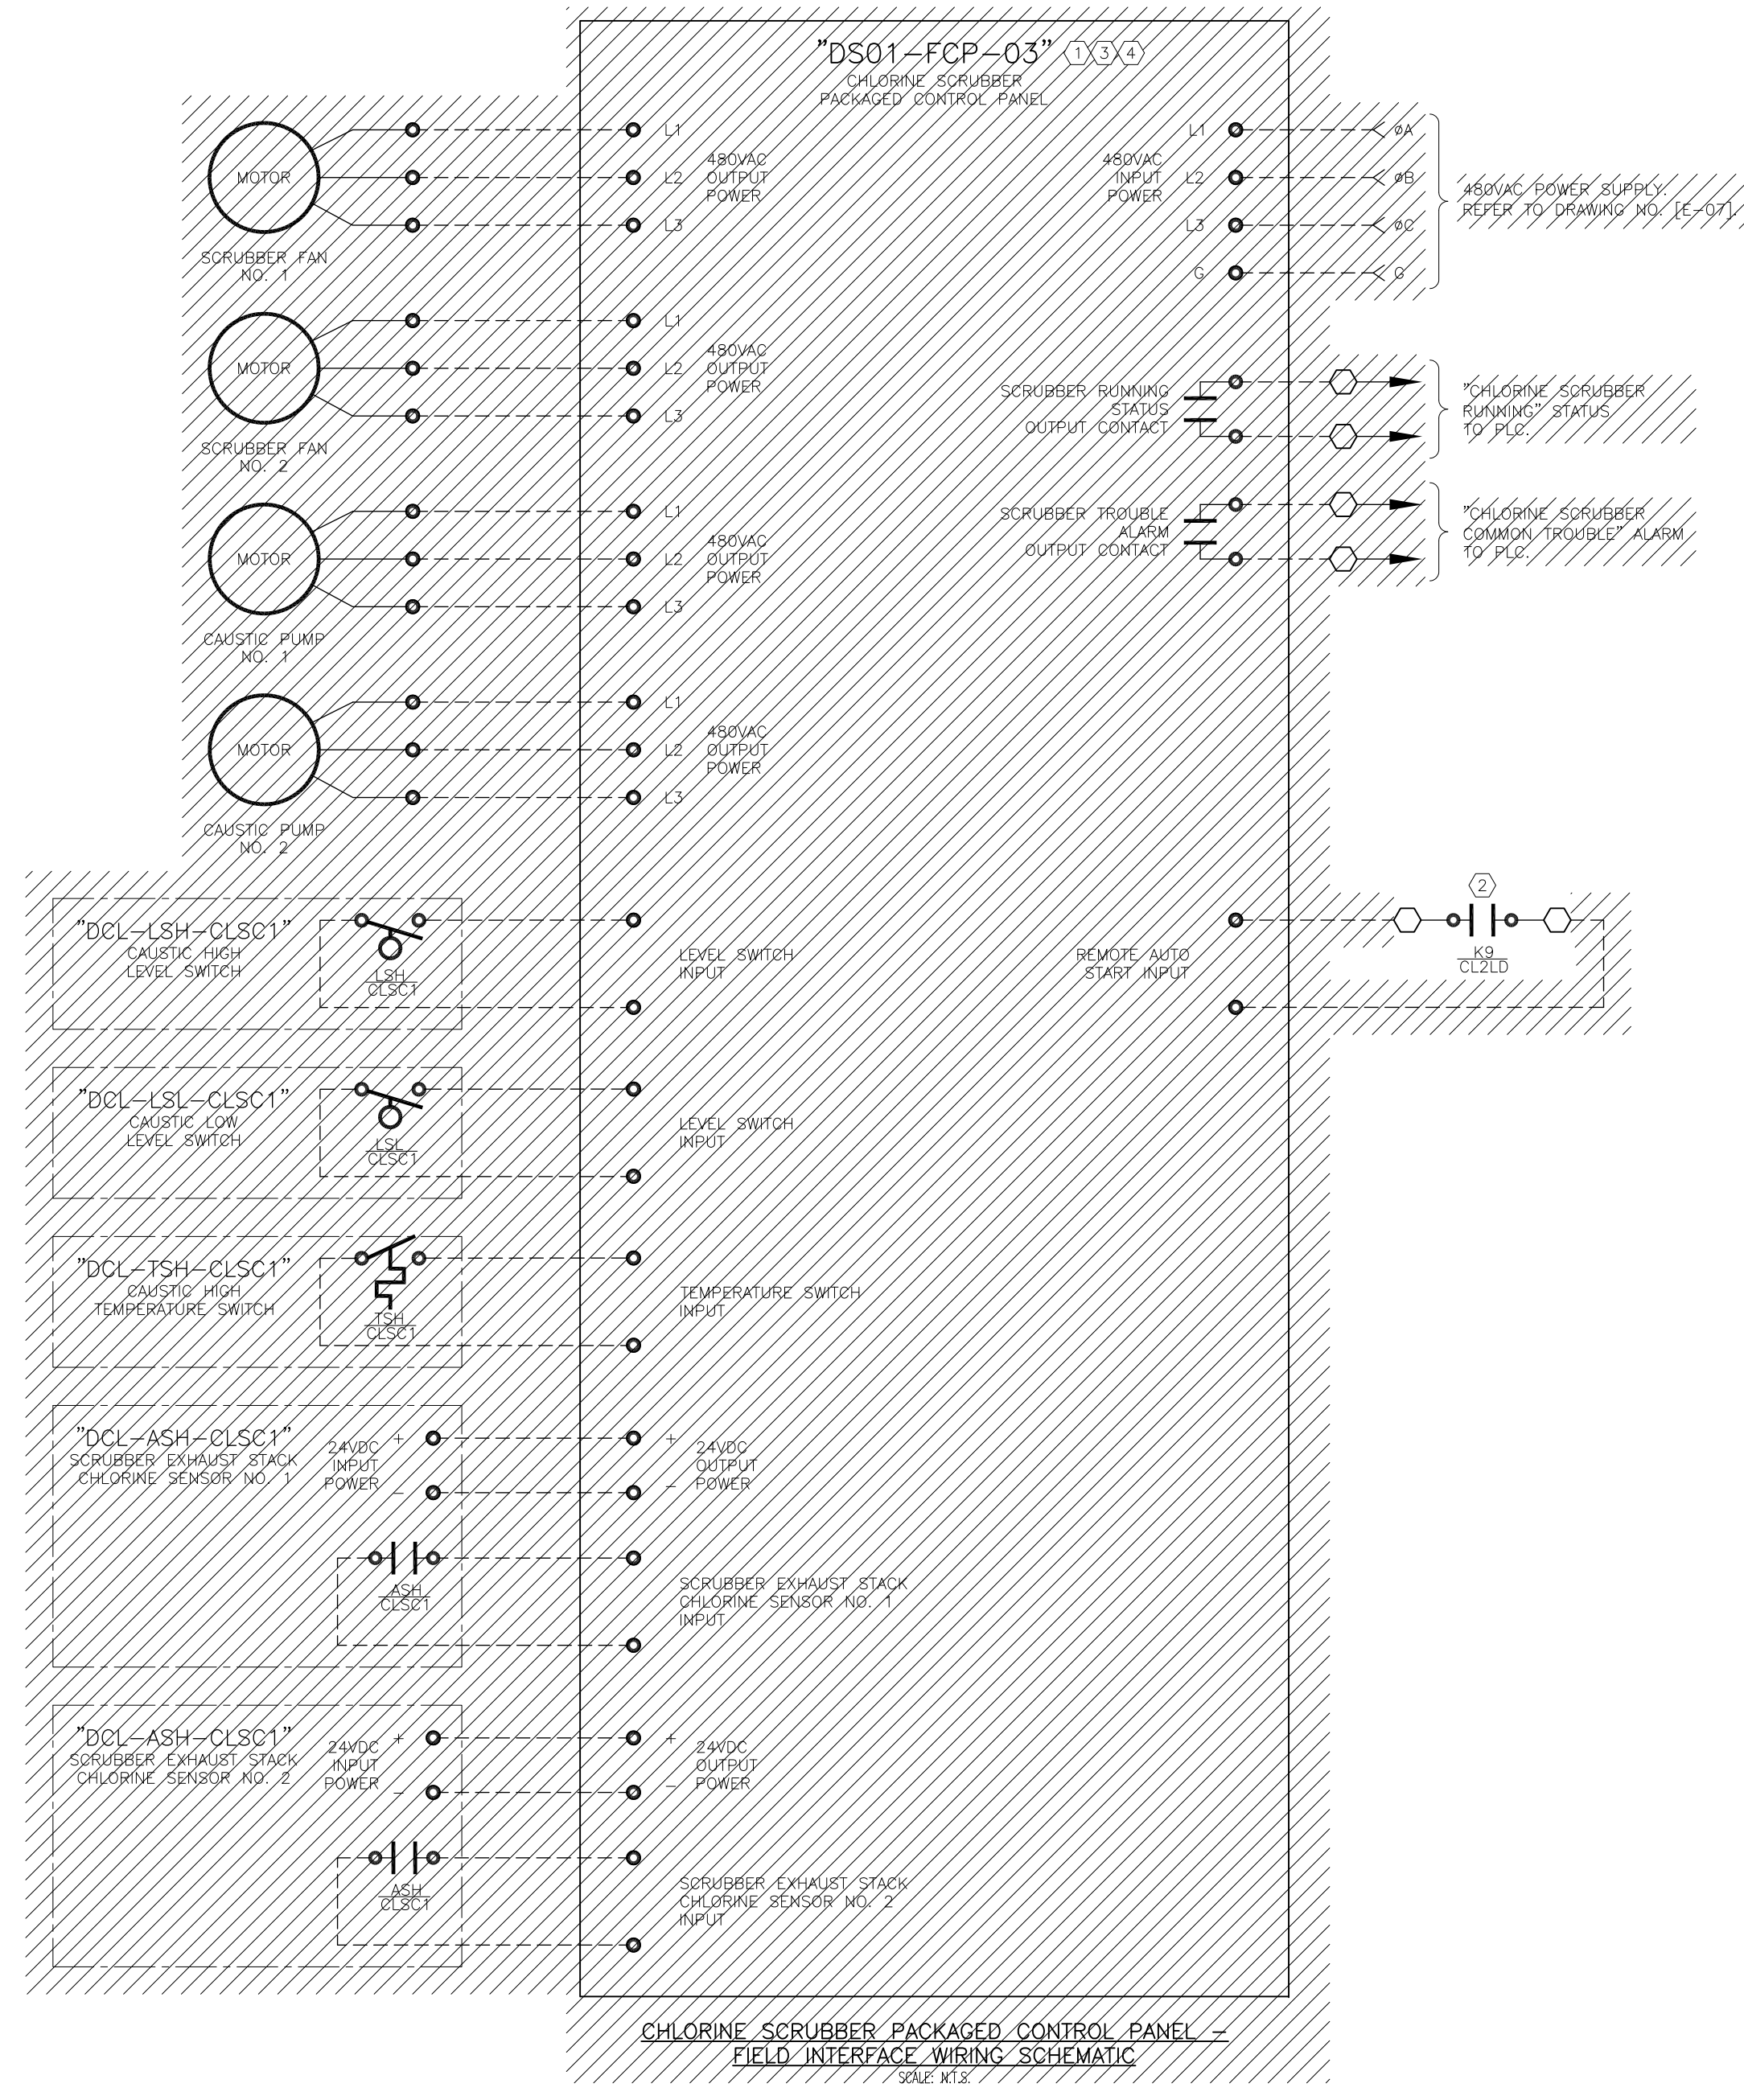 "DS01-FCP-03" 1 3 4
CHLORINE SCRUBBER
PACKAGED CONTROL PANEL
MOTOR
SCRUBBER FAN
NO. 1
L1
L2
L3
480VAC
OUTPUT
POWER
480VAC
INPUT
POWER
L1
L2
L3
G
ØA
ØB
ØC
G
480VAC POWER SUPPLY.
REFER TO DRAWING NO. [E-07].
MOTOR
SCRUBBER FAN
NO. 2
L1
L2
L3
480VAC
OUTPUT
POWER
SCRUBBER RUNNING
STATUS
OUTPUT CONTACT
"CHLORINE SCRUBBER
RUNNING" STATUS
TO PLC.
MOTOR
CAUSTIC PUMP
NO. 1
L1
L2
L3
480VAC
OUTPUT
POWER
SCRUBBER TROUBLE
ALARM
OUTPUT CONTACT
"CHLORINE SCRUBBER
COMMON TROUBLE" ALARM
TO PLC.
MOTOR
CAUSTIC PUMP
NO. 2
L1
L2
L3
480VAC
OUTPUT
POWER
"DCL-LSH-CLSC1"
CAUSTIC HIGH
LEVEL SWITCH
LSH
CLSC1
LEVEL SWITCH
INPUT
REMOTE AUTO
START INPUT
2
K9
CL2LD
"DCL-LSL-CLSC1"
CAUSTIC LOW
LEVEL SWITCH
LSL
CLSC1
LEVEL SWITCH
INPUT
"DCL-TSH-CLSC1"
CAUSTIC HIGH
TEMPERATURE SWITCH
TSH
CLSC1
TEMPERATURE SWITCH
INPUT
"DCL-ASH-CLSC1"
SCRUBBER EXHAUST STACK
CHLORINE SENSOR NO. 1
24VDC
INPUT
POWER
+
-
+
-
24VDC
OUTPUT
POWER
ASH
CLSC1
SCRUBBER EXHAUST STACK
CHLORINE SENSOR NO. 1
INPUT
"DCL-ASH-CLSC1"
SCRUBBER EXHAUST STACK
CHLORINE SENSOR NO. 2
24VDC
INPUT
POWER
+
-
+
-
24VDC
OUTPUT
POWER
ASH
CLSC1
SCRUBBER EXHAUST STACK
CHLORINE SENSOR NO. 2
INPUT
CHLORINE SCRUBBER PACKAGED CONTROL PANEL -
FIELD INTERFACE WIRING SCHEMATIC
SCALE: N.T.S.